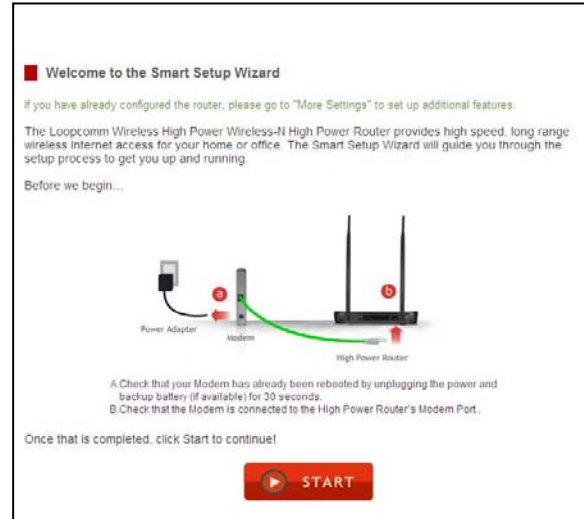 Welcome to the Smart Setup Wizard
If you have already configured the router, please go to "More Settings" to set up additional features.
The Loopcomm Wireless High Power Wireless-N High Power Router provides high speed, long range
wireless internet access for your home or office. The Smart Setup Wizard will guide you through the
setup process to get you up and running.
Before we begin...
a
b
Power Adapter
Modem
High Power Router
A.Check that your Modem has already been rebooted by unplugging the power and
backup battery (if available) for 30 seconds.
B.Check that the Modem is connected to the High Power Router's Modem Port.
Once that is completed, click Start to continue!
START